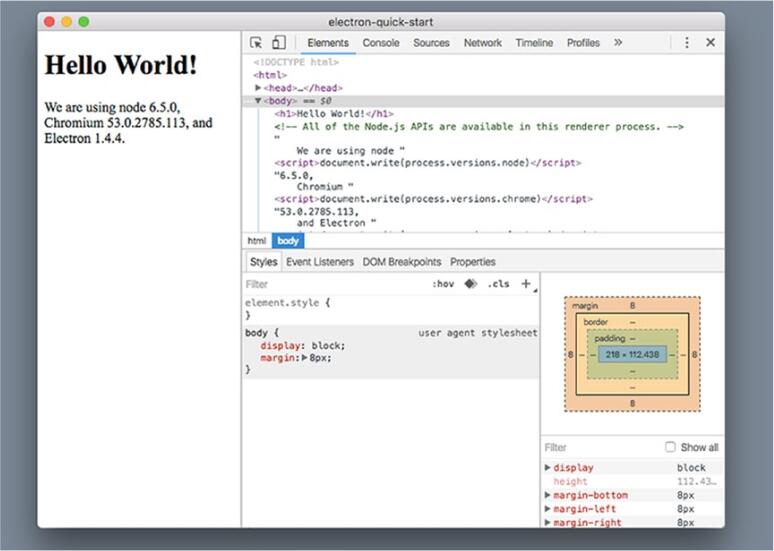 electron-quick-start
Hello World!
We are using node 6.5.0,
Chromium 53.0.2785.113, and
Electron 1.4.4.
Elements Console Sources Network Timeline Profiles »
<!DOCTYPE html>
<html>
▶<head>…</head>
▼<body> == $0
<h1>Hello World!</h1>
<!-- All of the Node.js APIs are available in this renderer process. -->
"
We are using node "
<script>document.write(process.versions.node)</script>
"6.5.0,
Chromium "
<script>document.write(process.versions.chrome)</script>
"53.0.2785.113,
and Electron "
html body
Styles Event Listeners DOM Breakpoints Properties
Filter :hov .cls +
element.style {
}
body { user agent stylesheet
display: block;
margin:▶8px;
}
margin 8
border –
padding –
8 – – 218 × 112.438 – – 8
–
–
8
Filter Show all
▶display block
height 112.43…
▶margin-bottom 8px
▶margin-left 8px
▶margin-right 8px